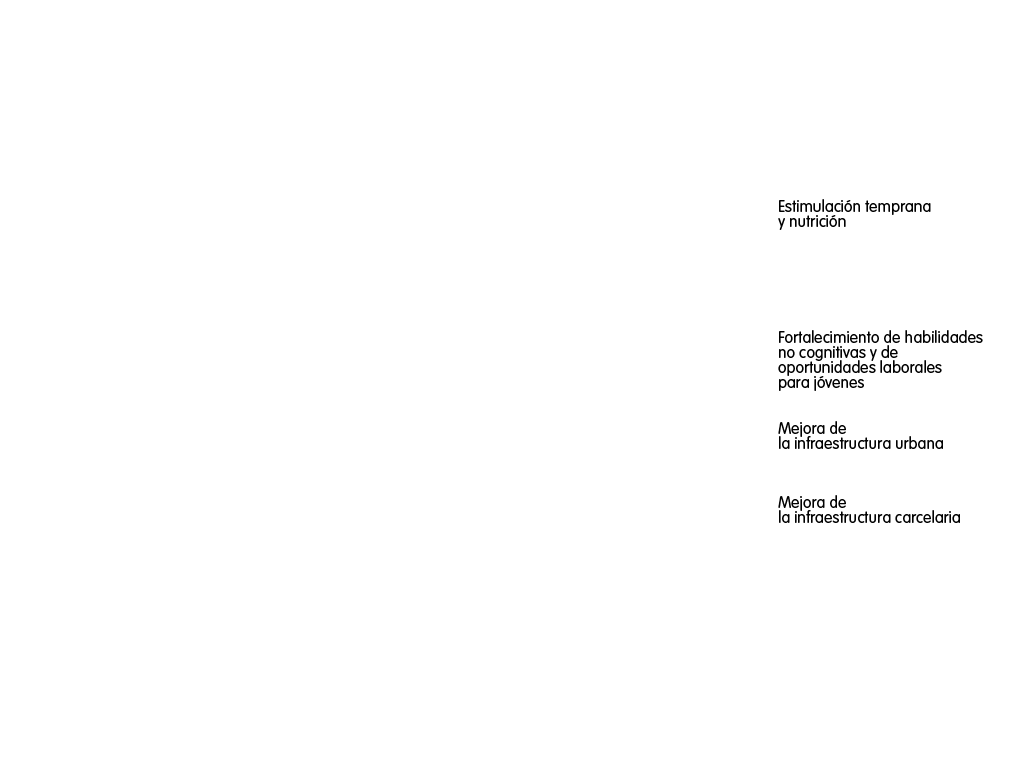 Estimulación temprana
y nutrición
Fortalecimiento de habilidades
no cognitivas y de
oportunidades laborales
para jóvenes
Mejora de
la infraestructura urbana
Mejora de
la infraestructura carcelaria